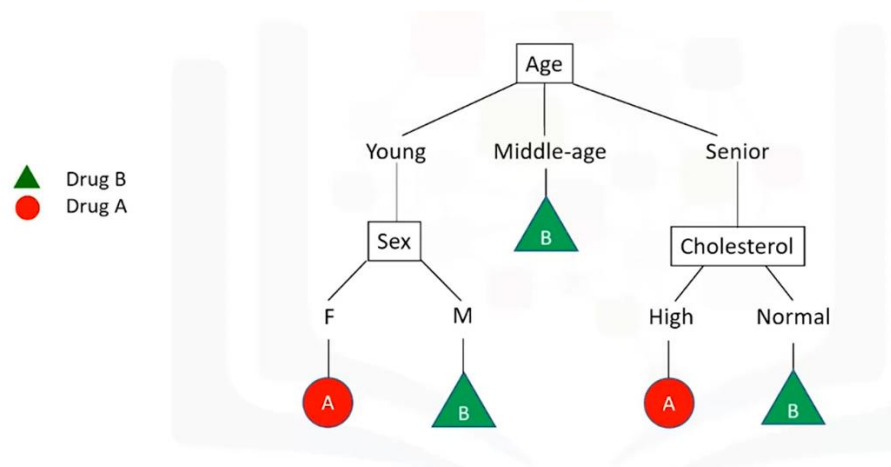 Age
Young Middle-age Senior
Drug B
Drug A
B
Sex
Cholesterol
F M High Normal
A B A B